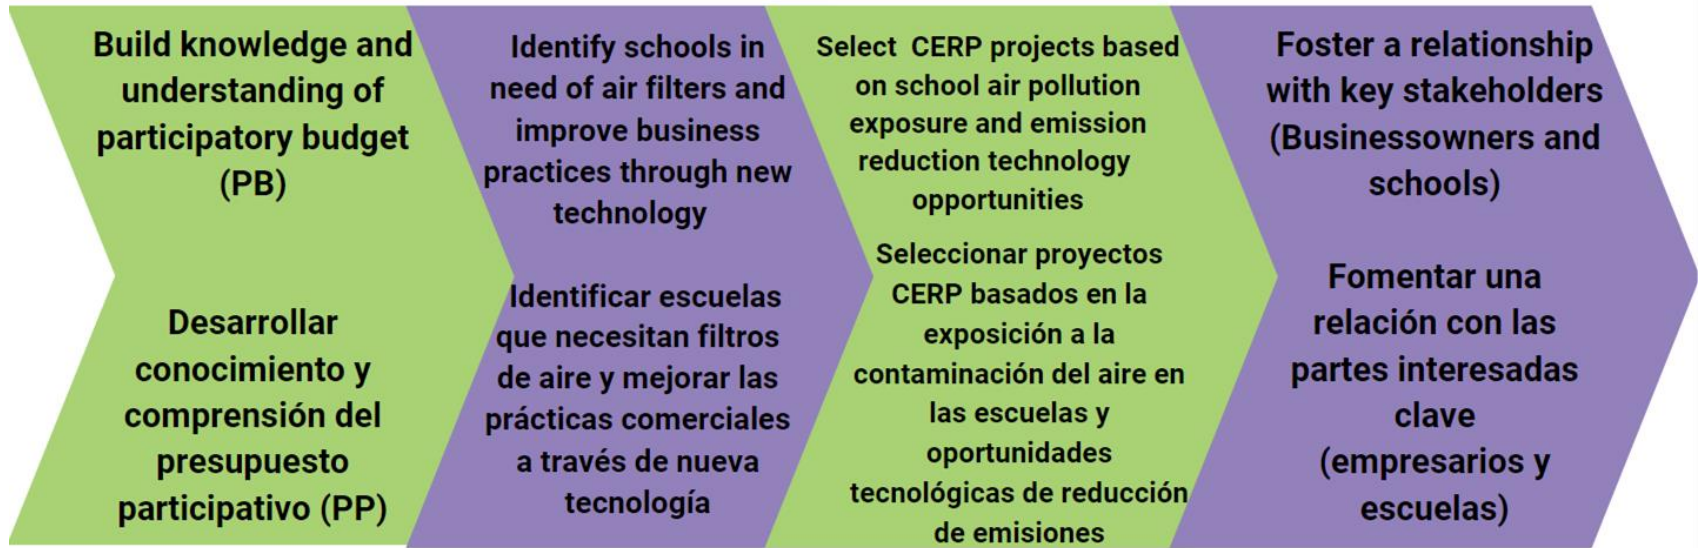 Build knowledge and
understanding of
participatory budget
(PB)
Desarrollar
conocimiento y
comprensión del
presupuesto
participativo (PP)
Identify schools in
need of air filters and
improve business
practices through new
technology
Identificar escuelas
que necesitan filtros
de aire y mejorar las
prácticas comerciales
a través de nueva
tecnología
Select CERP projects based
on school air pollution
exposure and emission
reduction technology
opportunities
Seleccionar proyectos
CERP basados en la
exposición a la
contaminación del aire en
las escuelas y
oportunidades
tecnológicas de reducción
de emisiones
Foster a relationship
with key stakeholders
(Businessowners and
schools)
Fomentar una
relación con las
partes interesadas
clave
(empresarios y
escuelas)